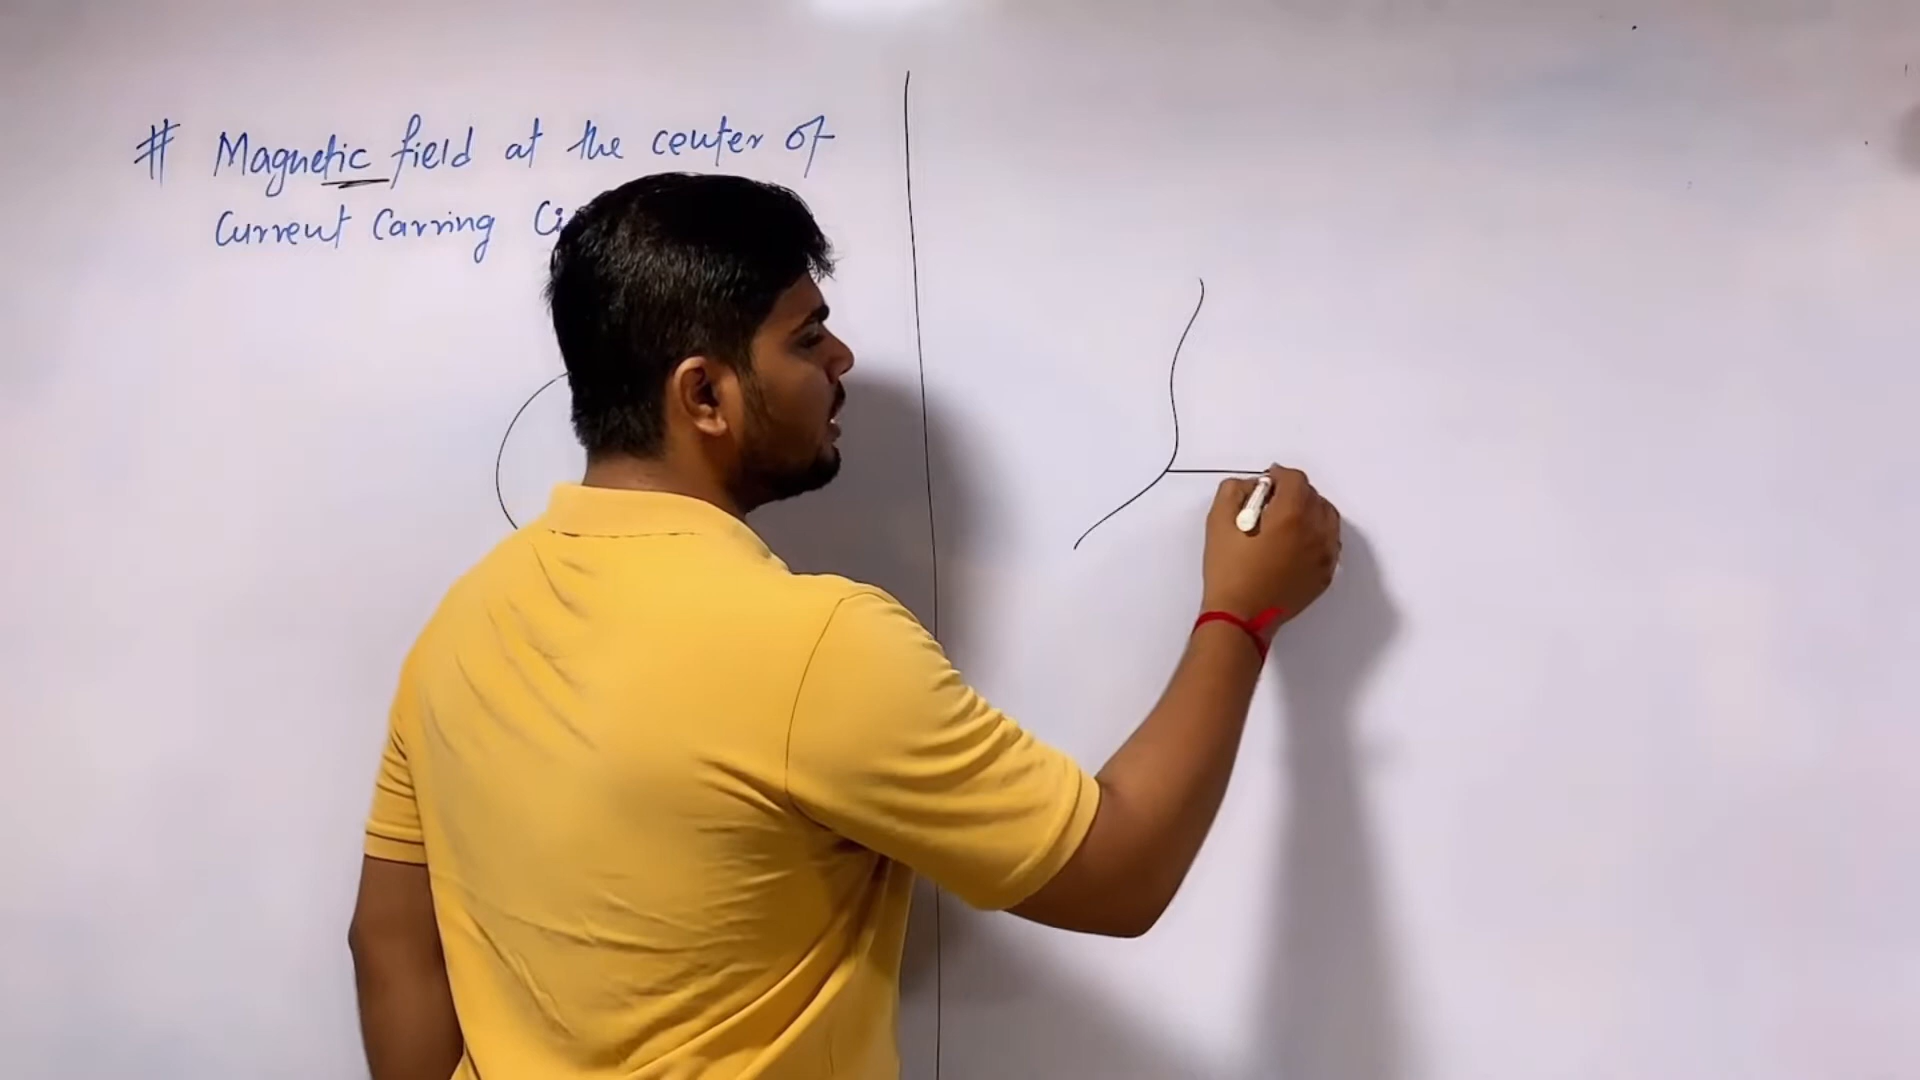 # Magnetic field at the center of
Current Carring